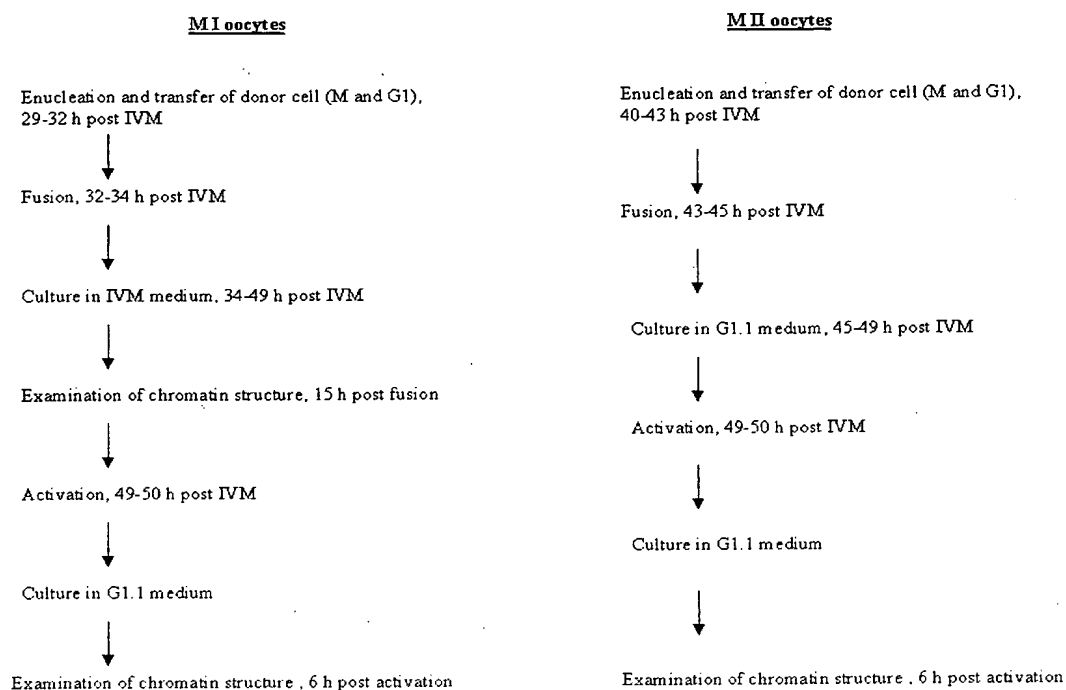 M I oocytes
Enucleation and transfer of donor cell (M and G1),
29-32 h post IVM
Fusion, 32-34 h post IVM
Culture in IVM medium, 34-49 h post IVM
Examination of chromatin structure, 15 h post fusion
Activation, 49-50 h post IVM
Culture in G1.1 medium
Examination of chromatin structure , 6 h post activation
M II oocytes
Enucleation and transfer of donor cell (M and G1),
40-43 h post IVM
Fusion, 43-45 h post IVM
Culture in G1.1 medium, 45-49 h post IVM
Activation, 49-50 h post IVM
Culture in G1.1 medium
Examination of chromatin structure , 6 h post activation